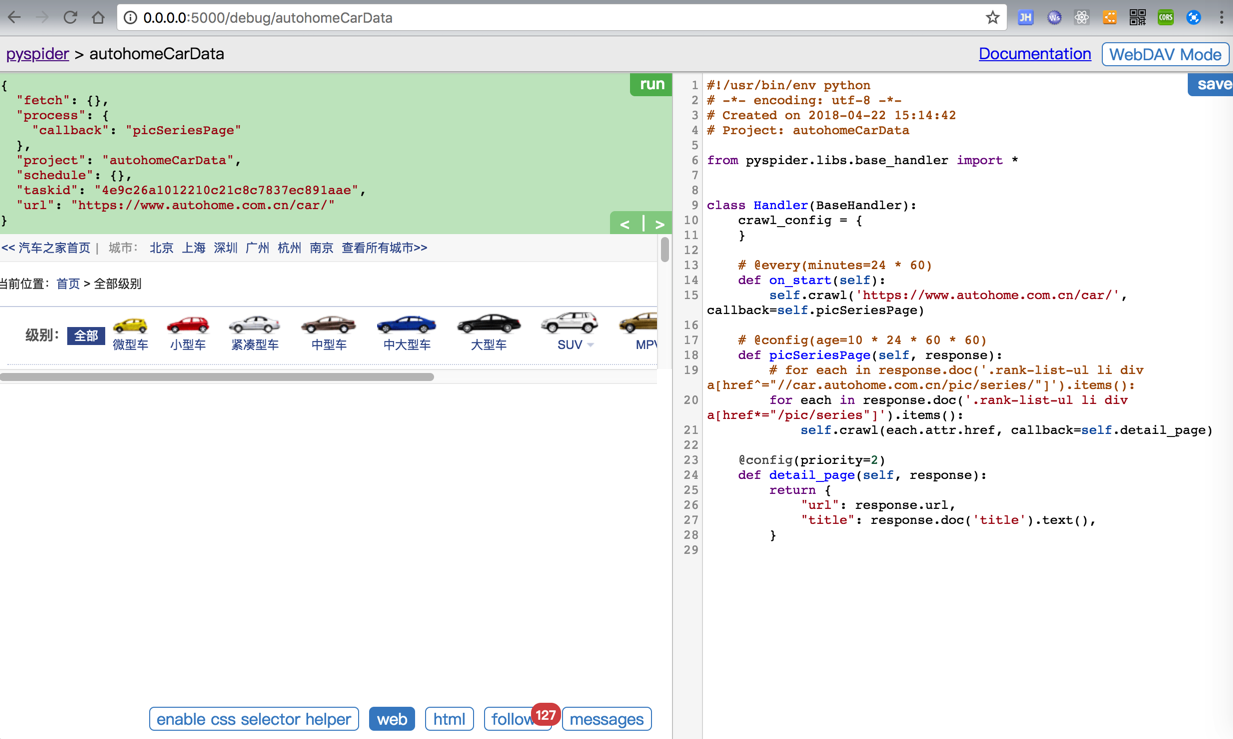 0.0.0.0:5000/debug/autohomeCarData
JH
Ws
CORS
pyspider > autohomeCarData
Documentation
WebDAV Mode
{
  "fetch": {},
  "process": {
    "callback": "picSeriesPage"
  },
  "project": "autohomeCarData",
  "schedule": {},
  "taskid": "4e9c26a1012210c21c8c7837ec891aae",
  "url": "https://www.autohome.com.cn/car/"
}
run
< | >
<< 汽车之家首页 | 城市: 北京 上海 深圳 广州 杭州 南京 查看所有城市>>
当前位置: 首页 > 全部级别
级别: 全部 微型车 小型车 紧凑型车 中型车 中大型车 大型车 SUV MPV
enable css selector helper
web
html
follow
127
messages
save
1 #!/usr/bin/env python
2 # -*- encoding: utf-8 -*-
3 # Created on 2018-04-22 15:14:42
4 # Project: autohomeCarData
5
6 from pyspider.libs.base_handler import *
7
8
9 class Handler(BaseHandler):
10     crawl_config = {
11     }
12
13     # @every(minutes=24 * 60)
14     def on_start(self):
15         self.crawl('https://www.autohome.com.cn/car/',
callback=self.picSeriesPage)
16
17     # @config(age=10 * 24 * 60 * 60)
18     def picSeriesPage(self, response):
19         # for each in response.doc('.rank-list-ul li div
a[href^="//car.autohome.com.cn/pic/series/"]').items():
20         for each in response.doc('.rank-list-ul li div
a[href*="/pic/series"]').items():
21             self.crawl(each.attr.href, callback=self.detail_page)
22
23     @config(priority=2)
24     def detail_page(self, response):
25         return {
26             "url": response.url,
27             "title": response.doc('title').text(),
28         }
29